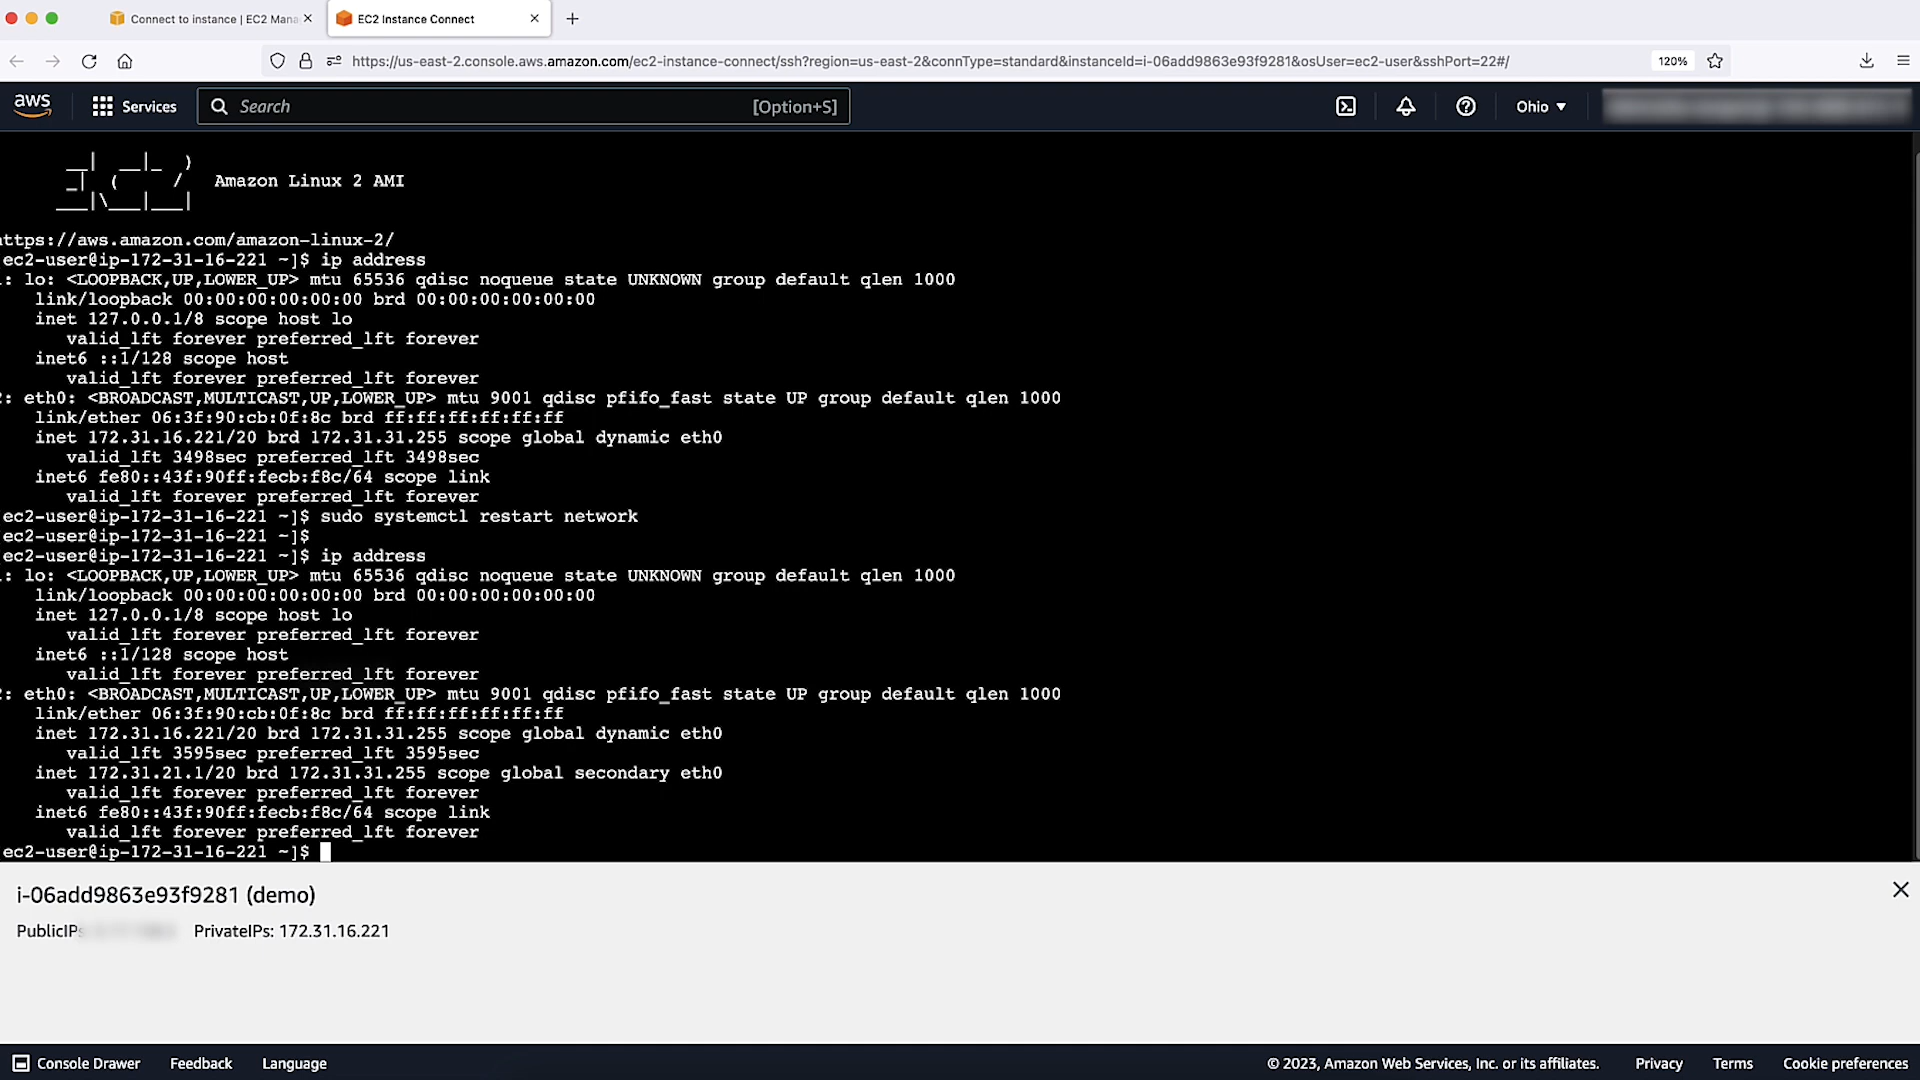 Connect to instance | EC2 Mana
EC2 Instance Connect
https://us-east-2.console.aws.amazon.com/ec2-instance-connect/ssh?region=us-east-2&connType=standard&instanceId=i-06add9863e93f9281&osUser=ec2-user&sshPort=22#/
120%
aws
Services
Search
[Option+S]
Ohio
Amazon Linux 2 AMI
ttps://aws.amazon.com/amazon-linux-2/
ec2-user@ip-172-31-16-221 ~]$ ip address
: lo: <LOOPBACK,UP,LOWER_UP> mtu 65536 qdisc noqueue state UNKNOWN group default qlen 1000
link/loopback 00:00:00:00:00:00 brd 00:00:00:00:00:00
inet 127.0.0.1/8 scope host lo
valid_lft forever preferred_lft forever
inet6 ::1/128 scope host
valid_lft forever preferred_lft forever
: eth0: <BROADCAST,MULTICAST,UP,LOWER_UP> mtu 9001 qdisc pfifo_fast state UP group default qlen 1000
link/ether 06:3f:90:cb:0f:8c brd ff:ff:ff:ff:ff:ff
inet 172.31.16.221/20 brd 172.31.31.255 scope global dynamic eth0
valid_lft 3498sec preferred_lft 3498sec
inet6 fe80::43f:90ff:fecb:f8c/64 scope link
valid_lft forever preferred_lft forever
ec2-user@ip-172-31-16-221 ~]$ sudo systemctl restart network
ec2-user@ip-172-31-16-221 ~]$
ec2-user@ip-172-31-16-221 ~]$ ip address
: lo: <LOOPBACK,UP,LOWER_UP> mtu 65536 qdisc noqueue state UNKNOWN group default qlen 1000
link/loopback 00:00:00:00:00:00 brd 00:00:00:00:00:00
inet 127.0.0.1/8 scope host lo
valid_lft forever preferred_lft forever
inet6 ::1/128 scope host
valid_lft forever preferred_lft forever
: eth0: <BROADCAST,MULTICAST,UP,LOWER_UP> mtu 9001 qdisc pfifo_fast state UP group default qlen 1000
link/ether 06:3f:90:cb:0f:8c brd ff:ff:ff:ff:ff:ff
inet 172.31.16.221/20 brd 172.31.31.255 scope global dynamic eth0
valid_lft 3595sec preferred_lft 3595sec
inet 172.31.21.1/20 brd 172.31.31.255 scope global secondary eth0
valid_lft forever preferred_lft forever
inet6 fe80::43f:90ff:fecb:f8c/64 scope link
valid_lft forever preferred_lft forever
ec2-user@ip-172-31-16-221 ~]$
i-06add9863e93f9281 (demo)
PublicIPs PrivateIPs: 172.31.16.221
Console Drawer
Feedback
Language
© 2023, Amazon Web Services, Inc. or its affiliates.
Privacy
Terms
Cookie preferences